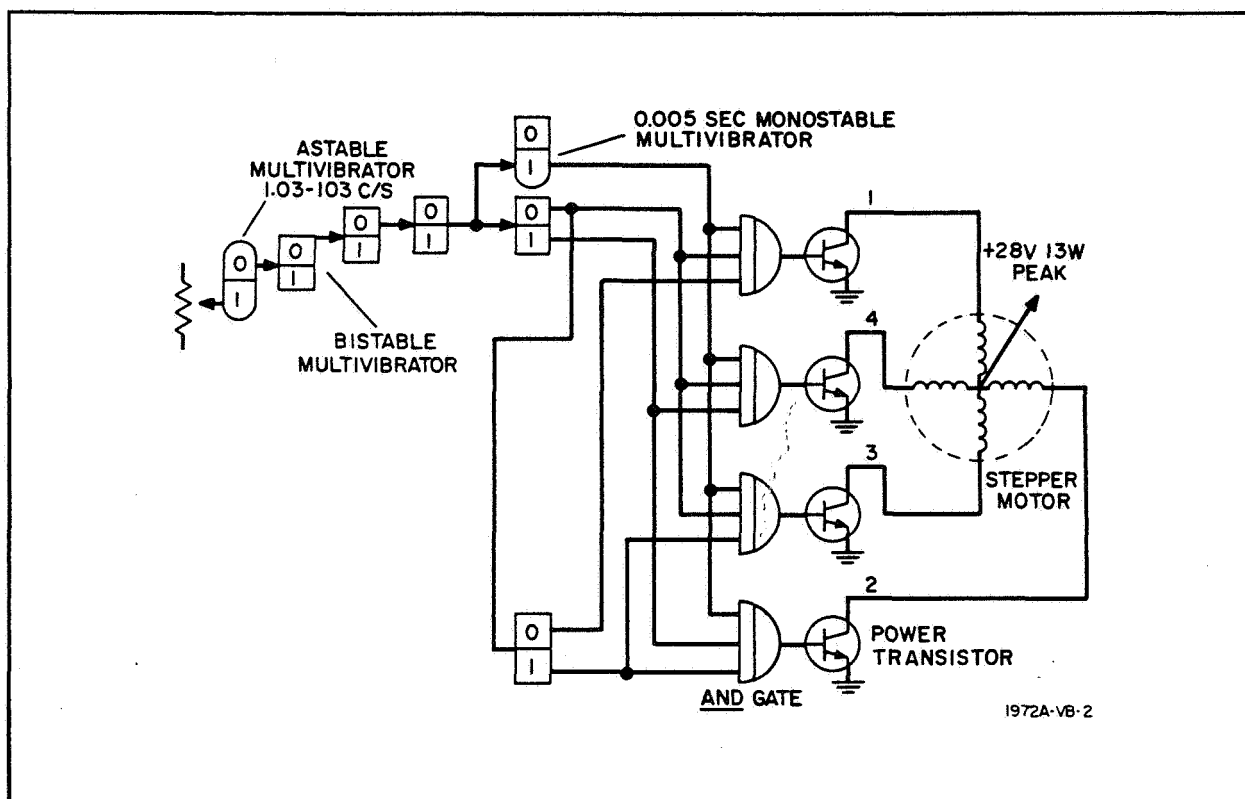 0.005 SEC MONOSTABLE
MULTIVIBRATOR
ASTABLE
MULTIVIBRATOR
1.03-103 C/S
0
1
0
1
0
1
0
1
0
1
0
1
BISTABLE
MULTIVIBRATOR
1
+28V 13W
PEAK
4
3
STEPPER
MOTOR
2
0
1
POWER
TRANSISTOR
AND GATE
1972A-VB-2